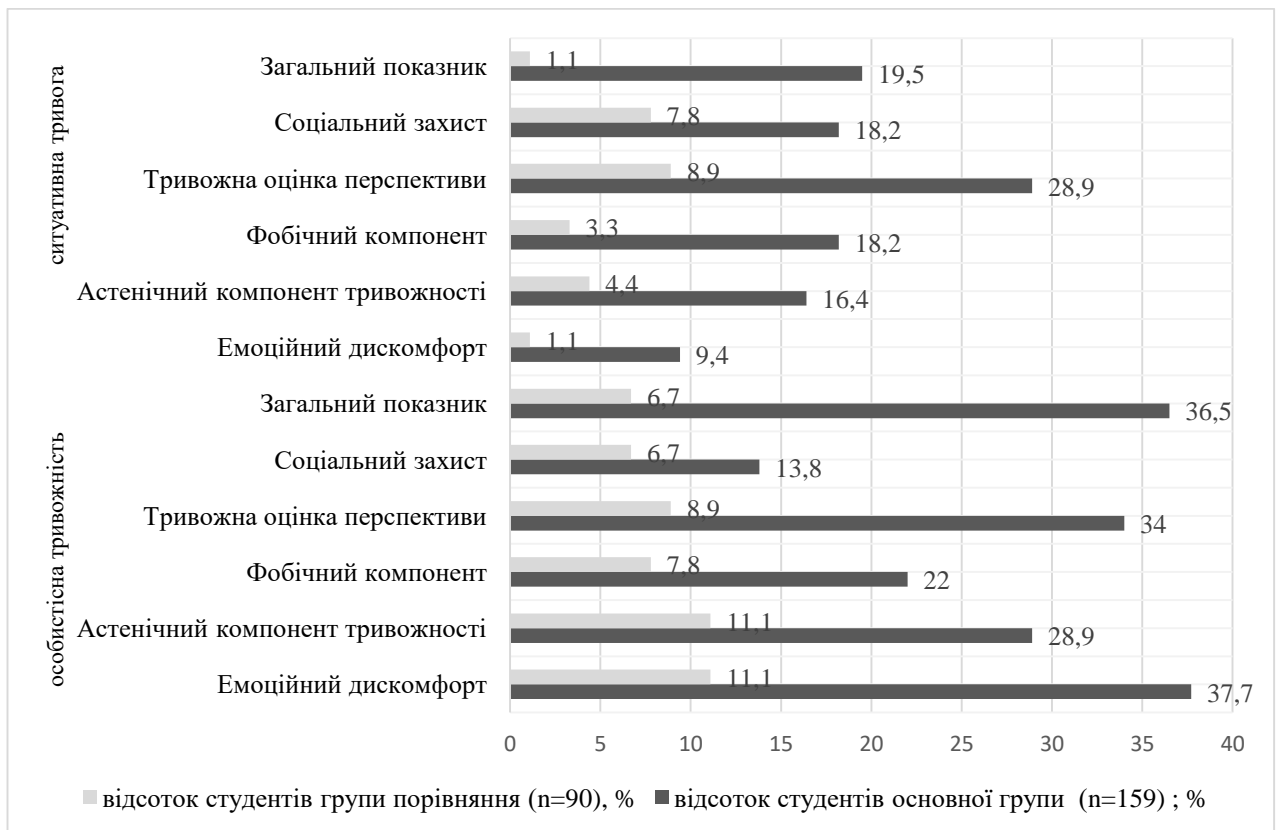 ситуативна тривога
Загальний показник
1,1
19,5
Соціальний захист
7,8
18,2
Тривожна оцінка перспективи
8,9
28,9
Фобічний компонент
3,3
18,2
Астенічний компонент тривожності
4,4
16,4
Емоційний дискомфорт
1,1
9,4
особистісна тривожність
Загальний показник
6,7
36,5
Соціальний захист
6,7
13,8
Тривожна оцінка перспективи
8,9
34
Фобічний компонент
7,8
22
Астенічний компонент тривожності
11,1
28,9
Емоційний дискомфорт
11,1
37,7
0 5 10 15 20 25 30 35 40
відсоток студентів групи порівняння (n=90), % відсоток студентів основної групи (n=159) ; %